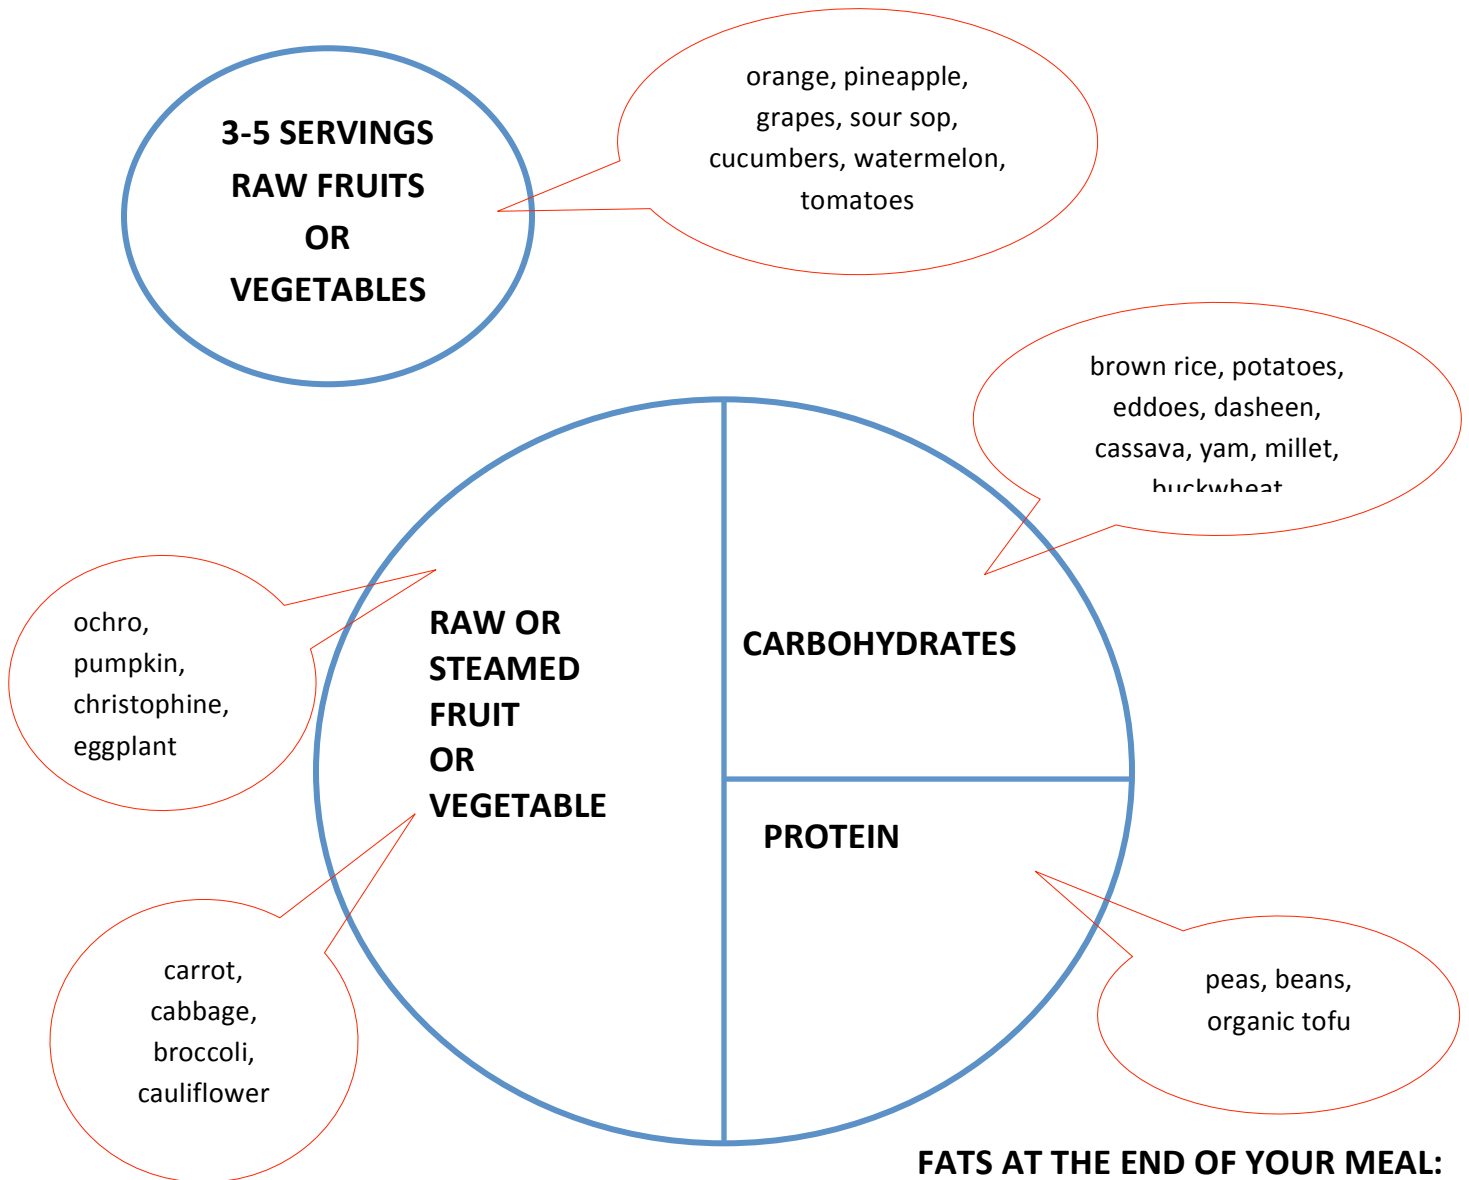 3-5 SERVINGS
RAW FRUITS
OR
VEGETABLES
orange, pineapple,
grapes, sour sop,
cucumbers, watermelon,
tomatoes
brown rice, potatoes,
eddoes, dasheen,
cassava, yam, millet,
buckwheat
ochro,
pumpkin,
christophine,
eggplant
RAW OR
STEAMED
FRUIT
OR
VEGETABLE
CARBOHYDRATES
PROTEIN
carrot,
cabbage,
broccoli,
cauliflower
peas, beans,
organic tofu
FATS AT THE END OF YOUR MEAL: